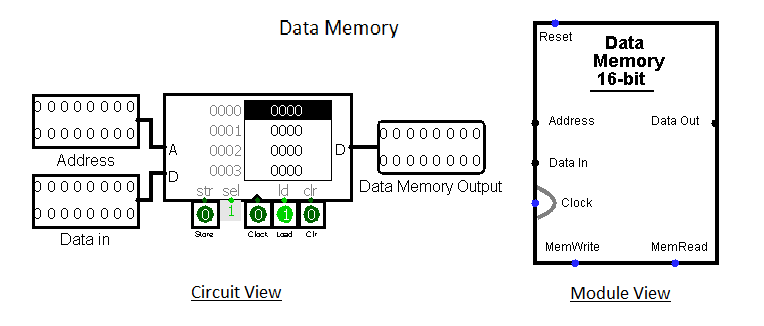 Data Memory
0 0 0 0 0 0 0 0
0 0 0 0 0 0 0 0
Address
0 0 0 0 0 0 0 0
0 0 0 0 0 0 0 0
Data in
A
D
0000 0000
0001 0000
0002 0000
0003 0000
D
str sel ld clr
0 1 0 1 0
Store Clock Load Clr
0 0 0 0 0 0 0 0
0 0 0 0 0 0 0 0
Data Memory Output
Circuit View
Reset
Data
Memory
16-bit
Address Data Out
Data In
Clock
MemWrite MemRead
Module View